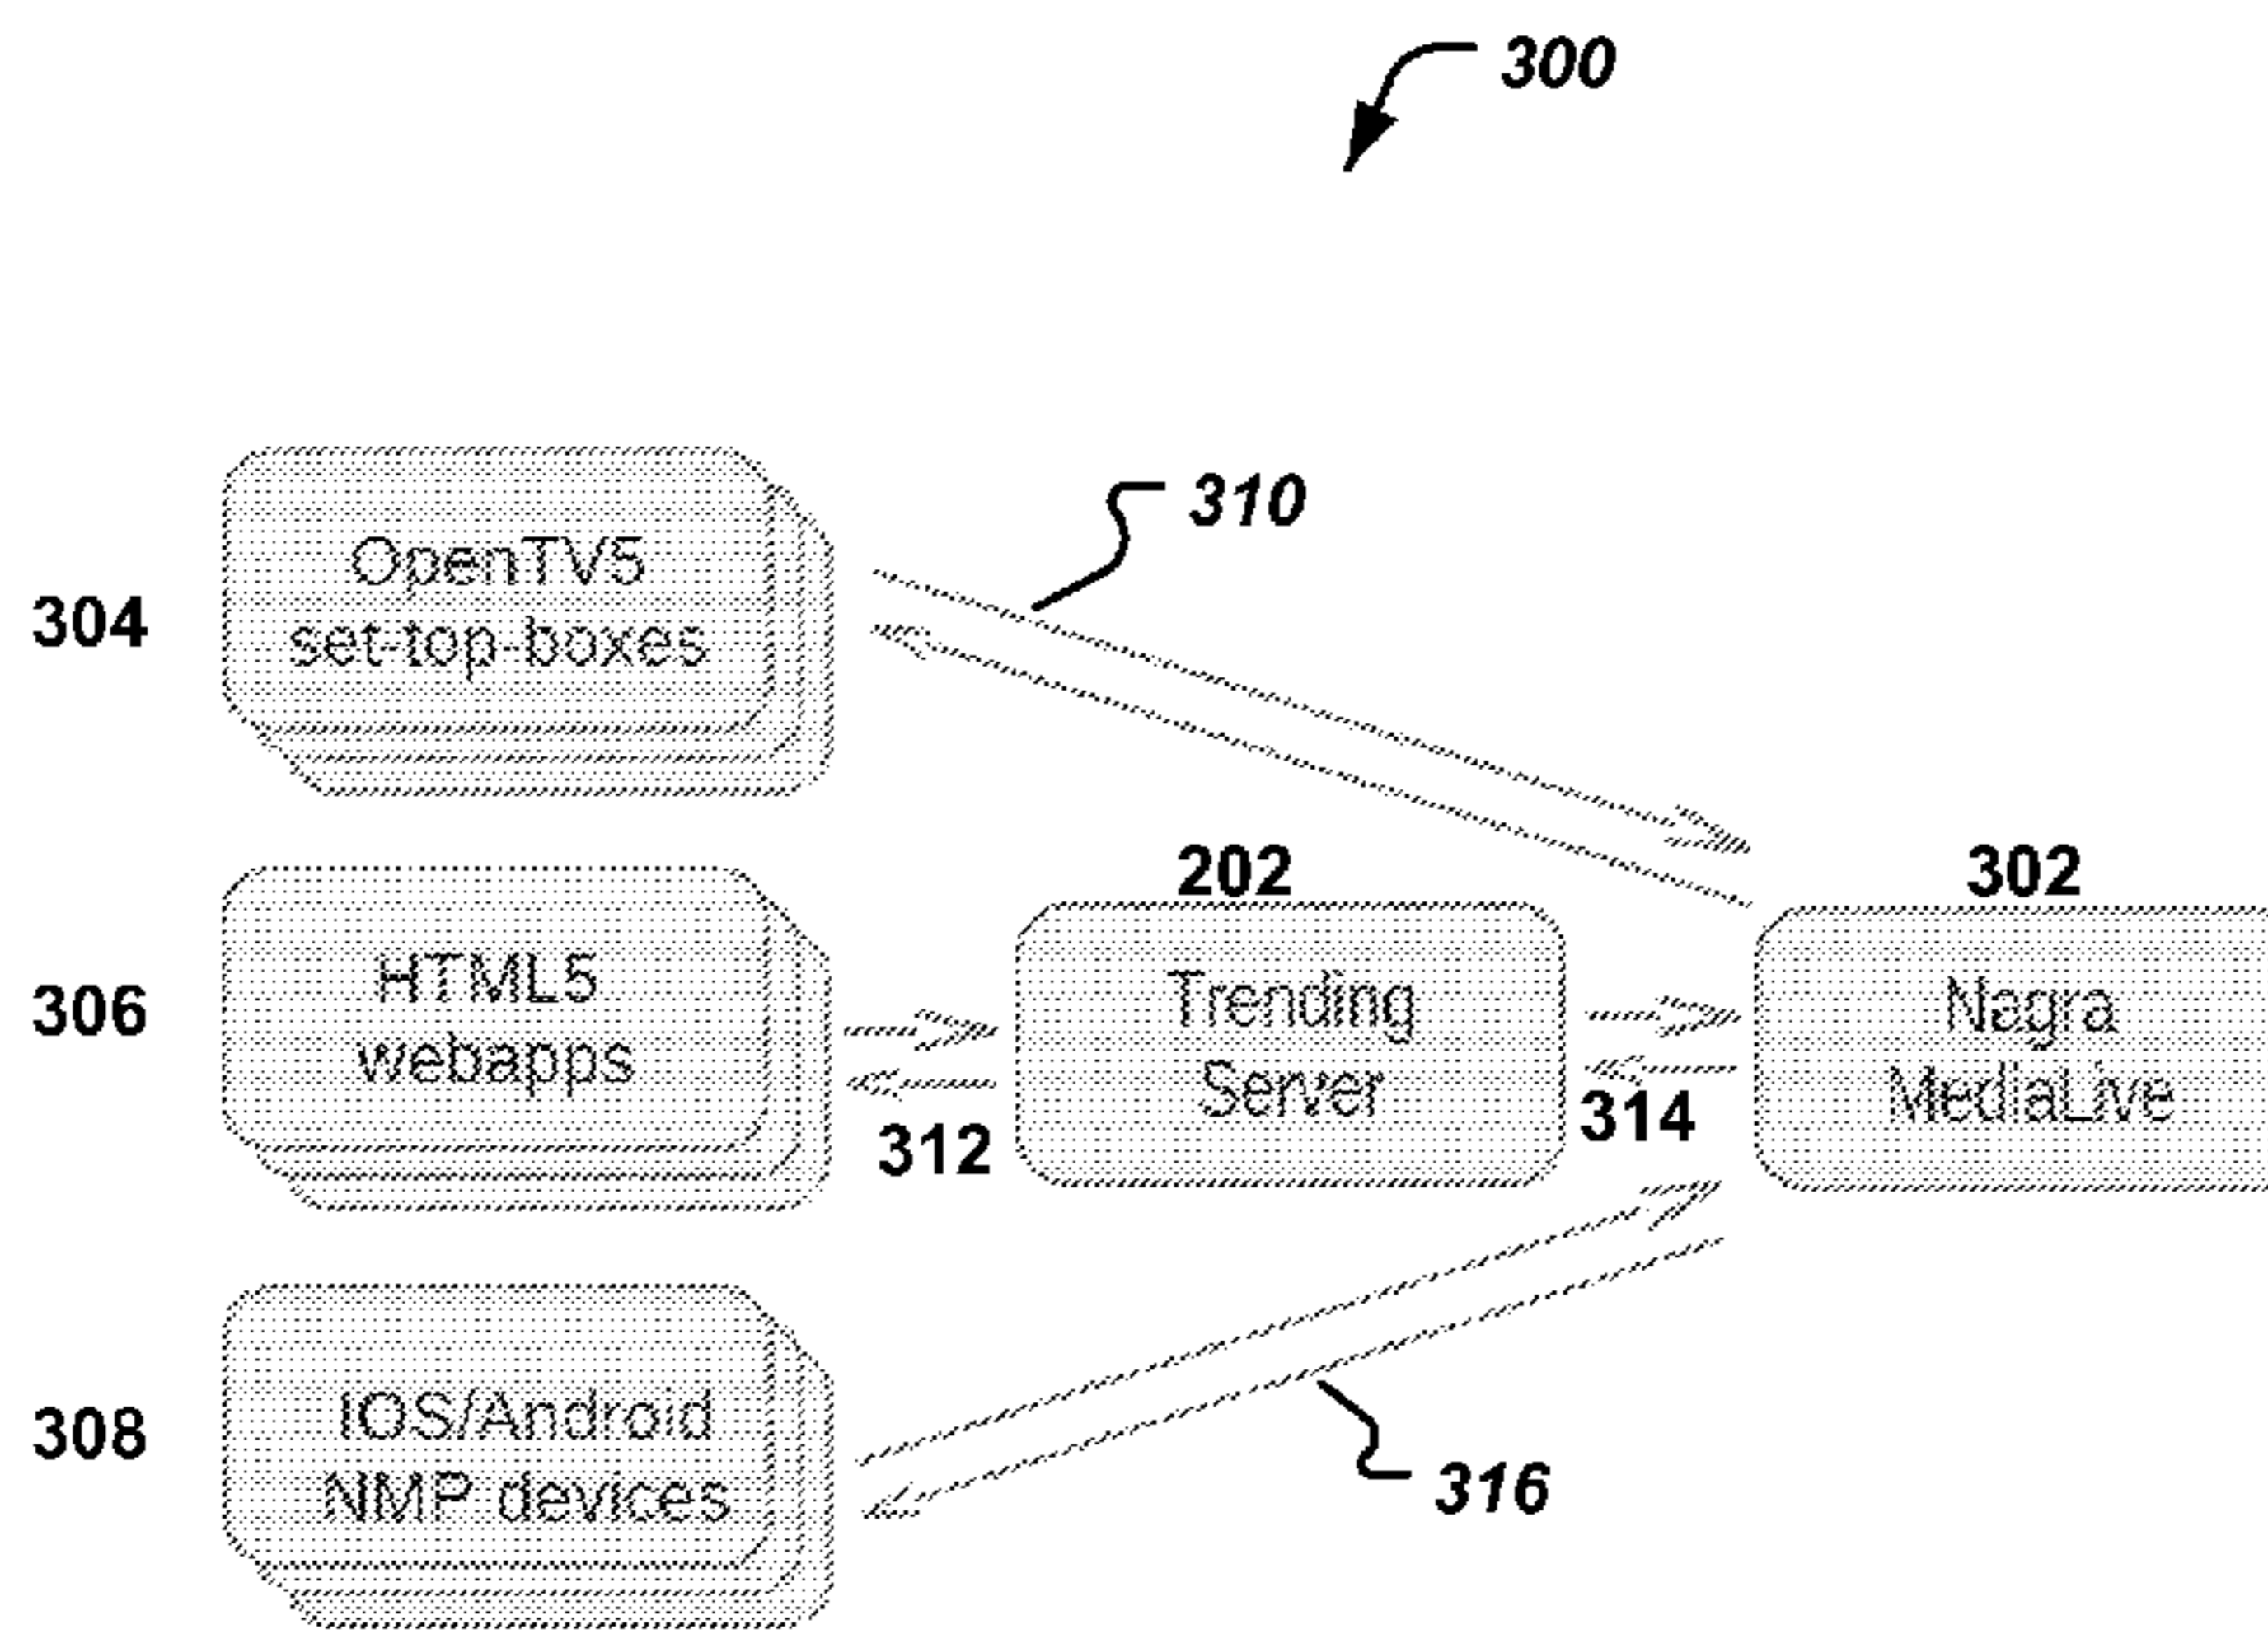 300
310
304
OpenTV5
set-top-boxes
202
302
306
HTML5
webapps
Trending
Server
Nagra
MediaLive
312
314
308
iOS/Android
NMP devices
316